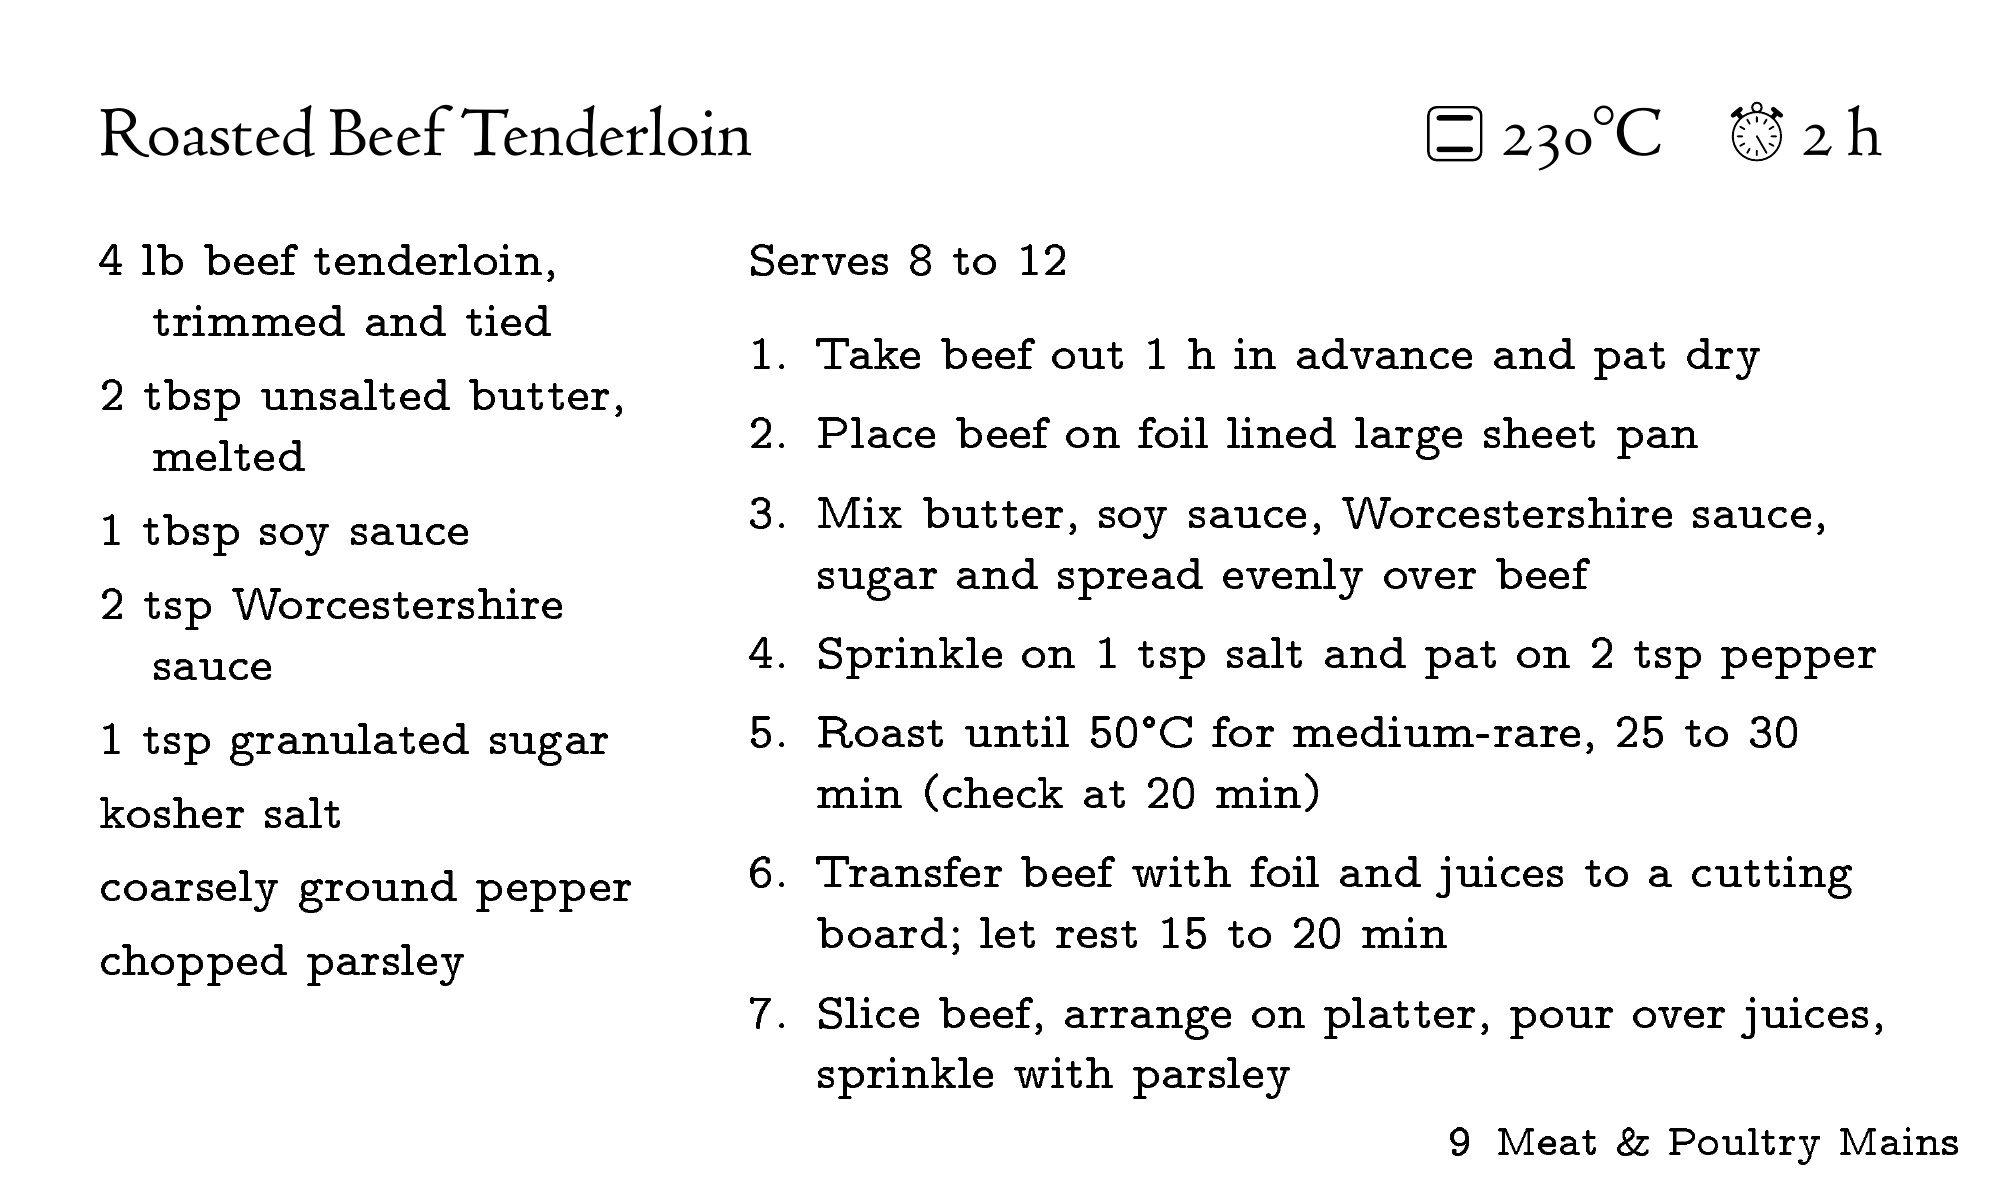 Roasted Beef Tenderloin
230°C 2 h
4 lb beef tenderloin,
trimmed and tied
2 tbsp unsalted butter,
melted
1 tbsp soy sauce
2 tsp Worcestershire
sauce
1 tsp granulated sugar
kosher salt
coarsely ground pepper
chopped parsley
Serves 8 to 12
1. Take beef out 1 h in advance and pat dry
2. Place beef on foil lined large sheet pan
3. Mix butter, soy sauce, Worcestershire sauce,
sugar and spread evenly over beef
4. Sprinkle on 1 tsp salt and pat on 2 tsp pepper
5. Roast until 50°C for medium-rare, 25 to 30
min (check at 20 min)
6. Transfer beef with foil and juices to a cutting
board; let rest 15 to 20 min
7. Slice beef, arrange on platter, pour over juices,
sprinkle with parsley
9 Meat & Poultry Mains